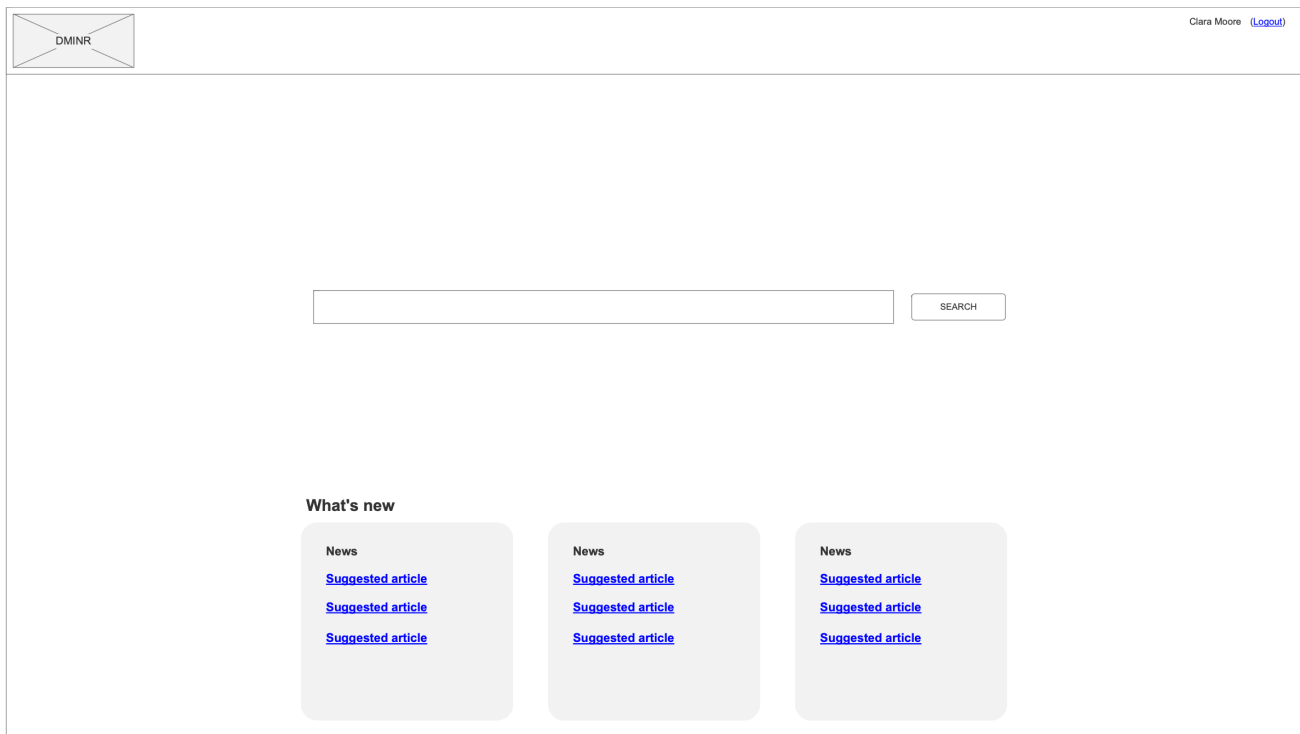 DMINR
Clara Moore (Logout)
SEARCH
What's new
News
Suggested article
Suggested article
Suggested article
News
Suggested article
Suggested article
Suggested article
News
Suggested article
Suggested article
Suggested article